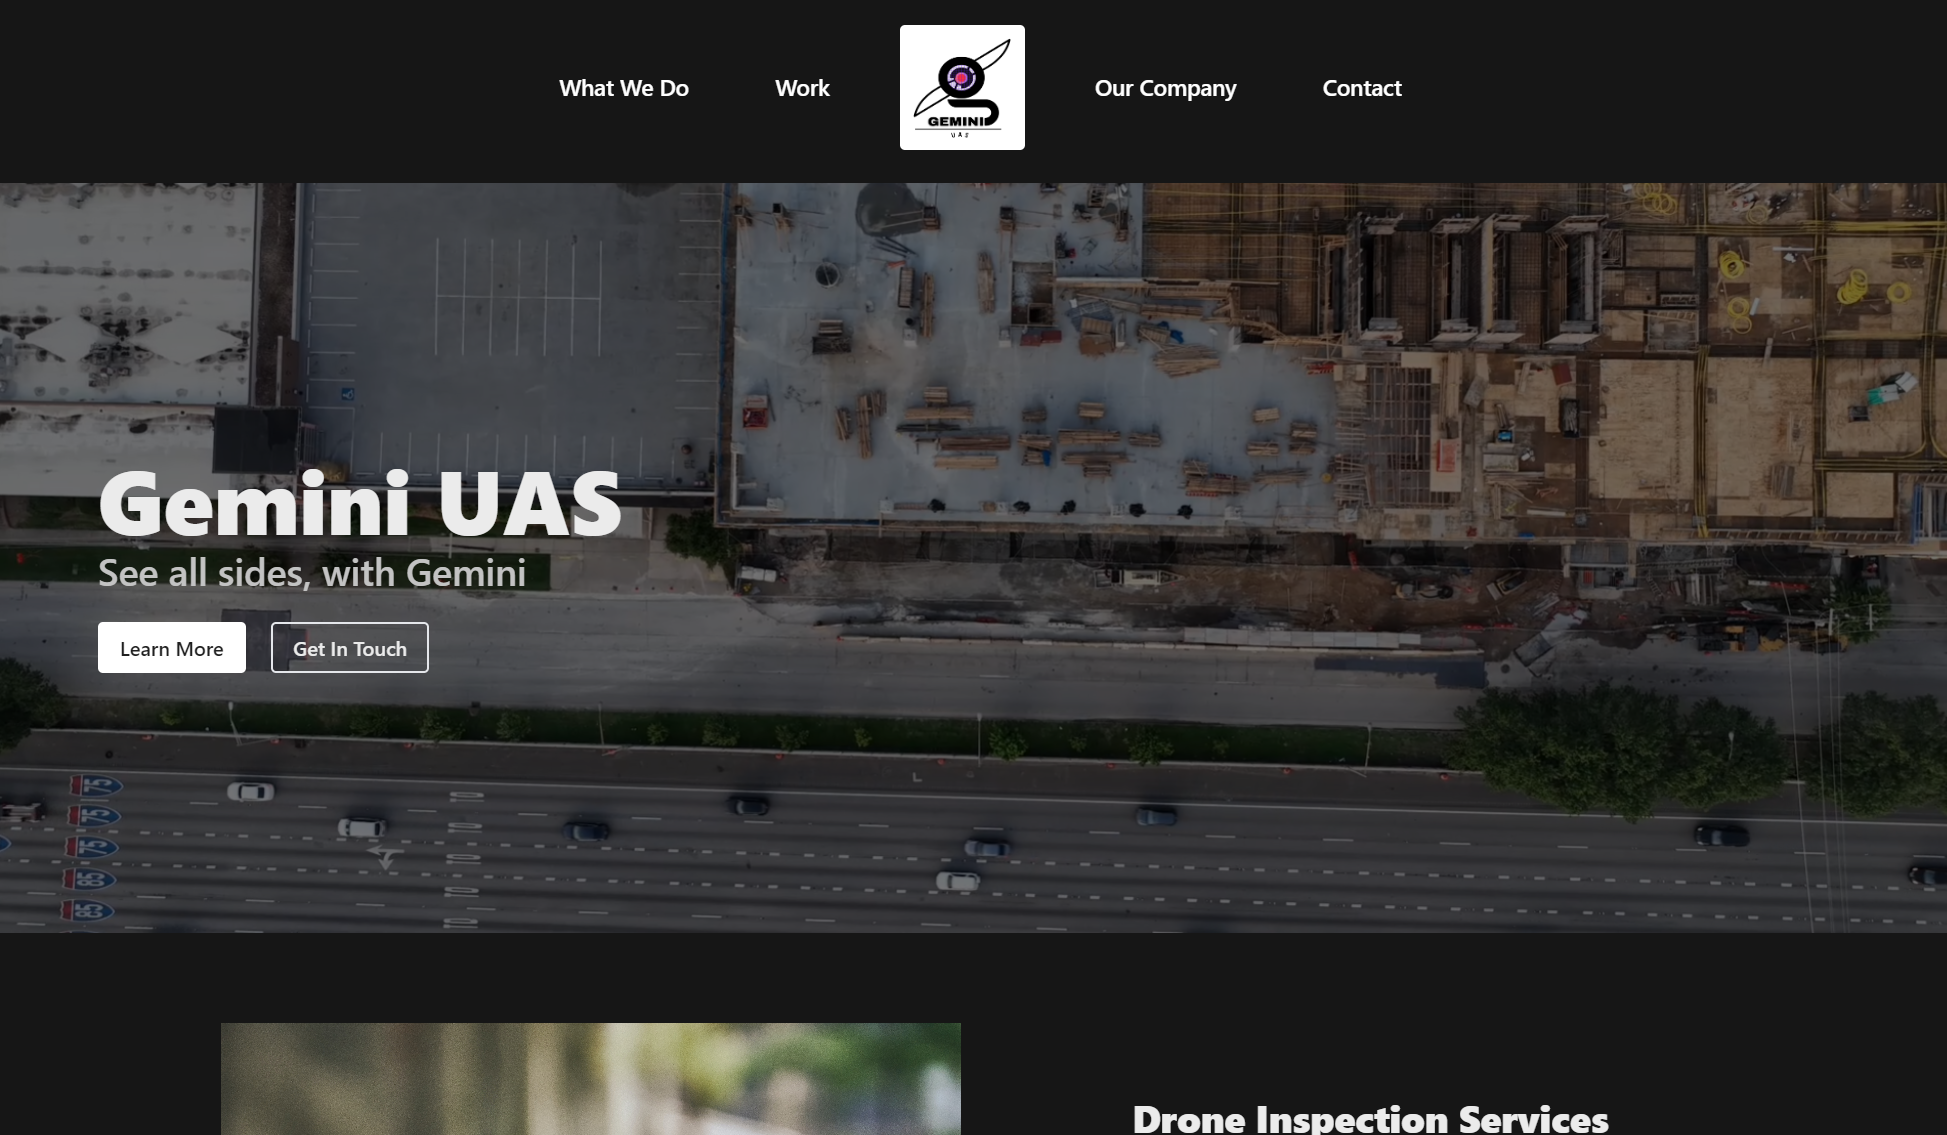 What We Do
Work
GEMINI
UAS
Our Company
Contact
Gemini UAS
See all sides, with Gemini
Learn More
Get In Touch
75
75
75
85
85
Drone Inspection Services